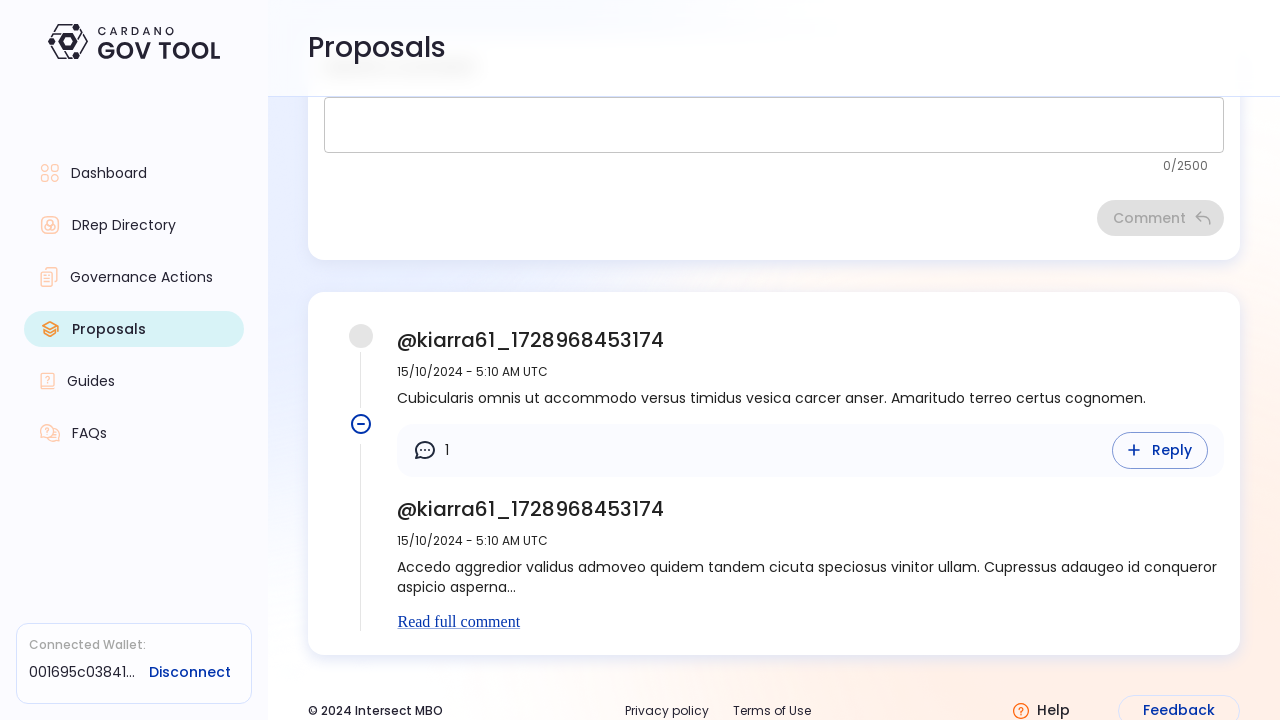 CARDANO
GOV TOOL
Proposals
Dashboard
DRep Directory
Governance Actions
Proposals
Guides
FAQs
Connected Wallet:
001695c03841...
Disconnect
0/2500
Comment
@kiarra61_1728968453174
15/10/2024 - 5:10 AM UTC
Cubicularis omnis ut accommodo versus timidus vesica carcer anser. Amaritudo terreo certus cognomen.
1
Reply
@kiarra61_1728968453174
15/10/2024 - 5:10 AM UTC
Accedo aggredior validus admoveo quidem tandem cicuta speciosus vinitor ullam. Cupressus adaugeo id conqueror
aspicio asperna...
Read full comment
© 2024 Intersect MBO
Privacy policy
Terms of Use
Help
Feedback